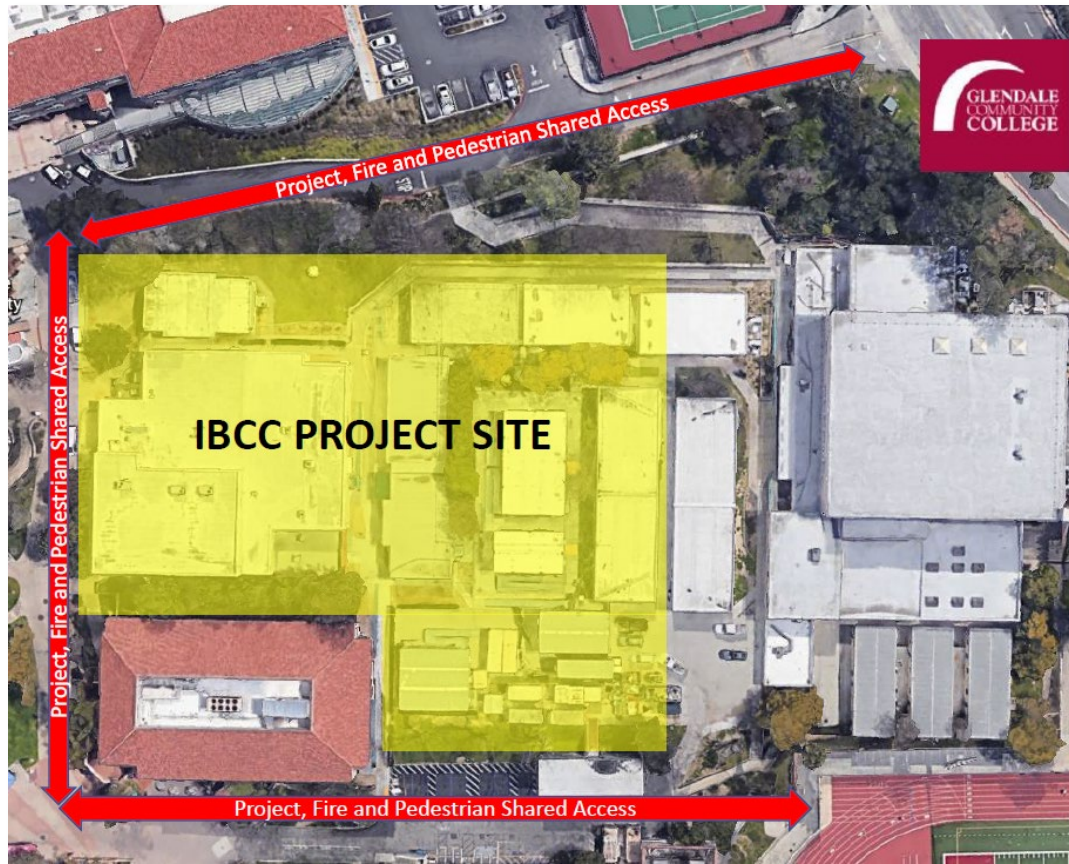 GLENDALE
COMMUNITY
COLLEGE
Project, Fire and Pedestrian Shared Access
Project, Fire and Pedestrian Shared Access
IBCC PROJECT SITE
Project, Fire and Pedestrian Shared Access